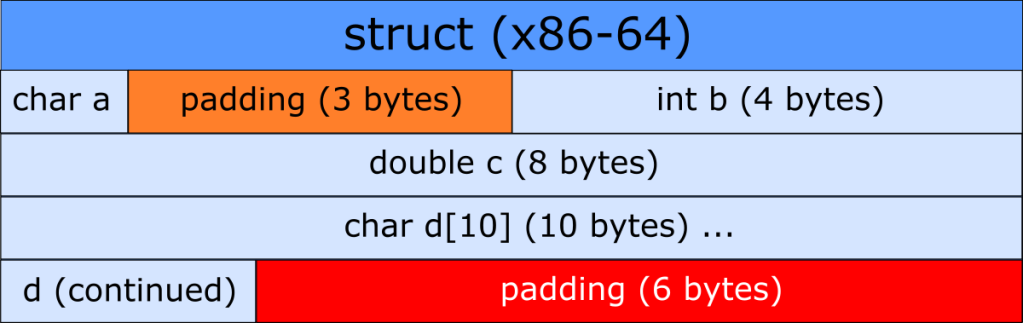 struct (x86-64)
char a padding (3 bytes) int b (4 bytes)
double c (8 bytes)
char d[10] (10 bytes) ...
d (continued) padding (6 bytes)